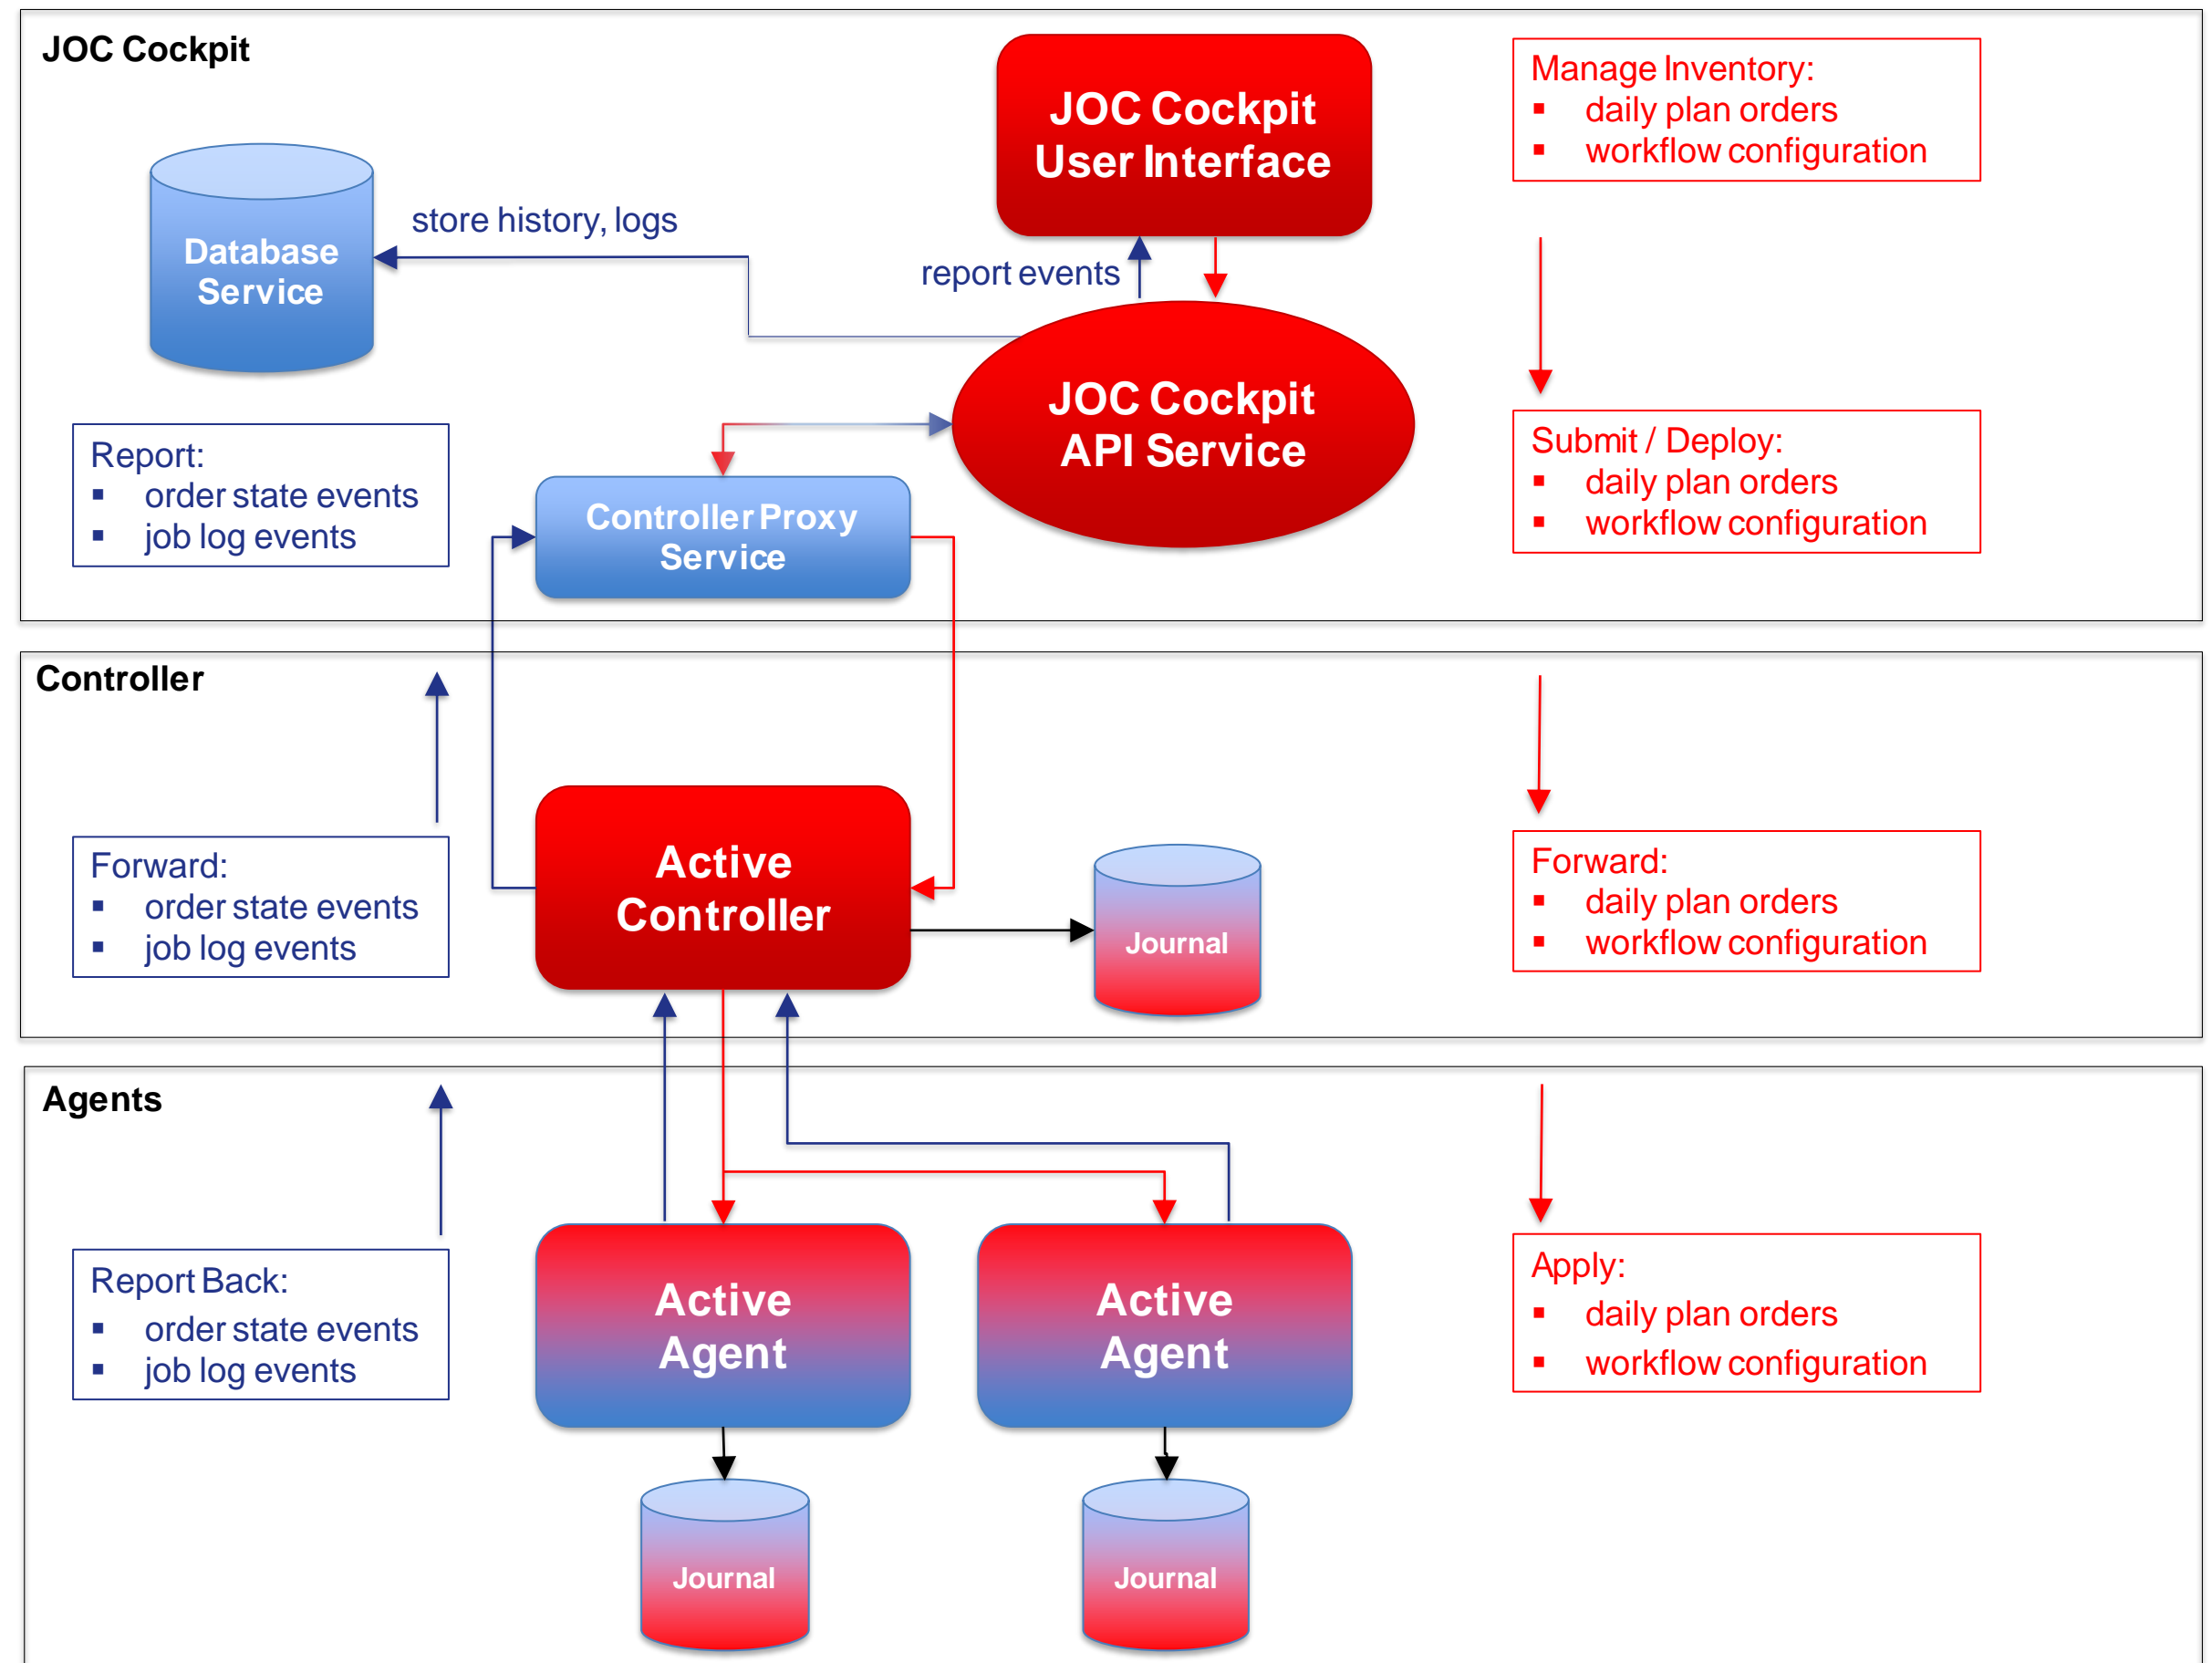 JOC Cockpit
JOC Cockpit
User Interface
Manage Inventory:
▪ daily plan orders
▪ workflow configuration
Database
Service
store history, logs
report events
JOC Cockpit
API Service
Report:
▪ order state events
▪ job log events
Controller Proxy
Service
Submit / Deploy:
▪ daily plan orders
▪ workflow configuration
Controller
Forward:
▪ order state events
▪ job log events
Active
Controller
Journal
Forward:
▪ daily plan orders
▪ workflow configuration
Agents
Report Back:
▪ order state events
▪ job log events
Active
Agent
Active
Agent
Apply:
▪ daily plan orders
▪ workflow configuration
Journal
Journal